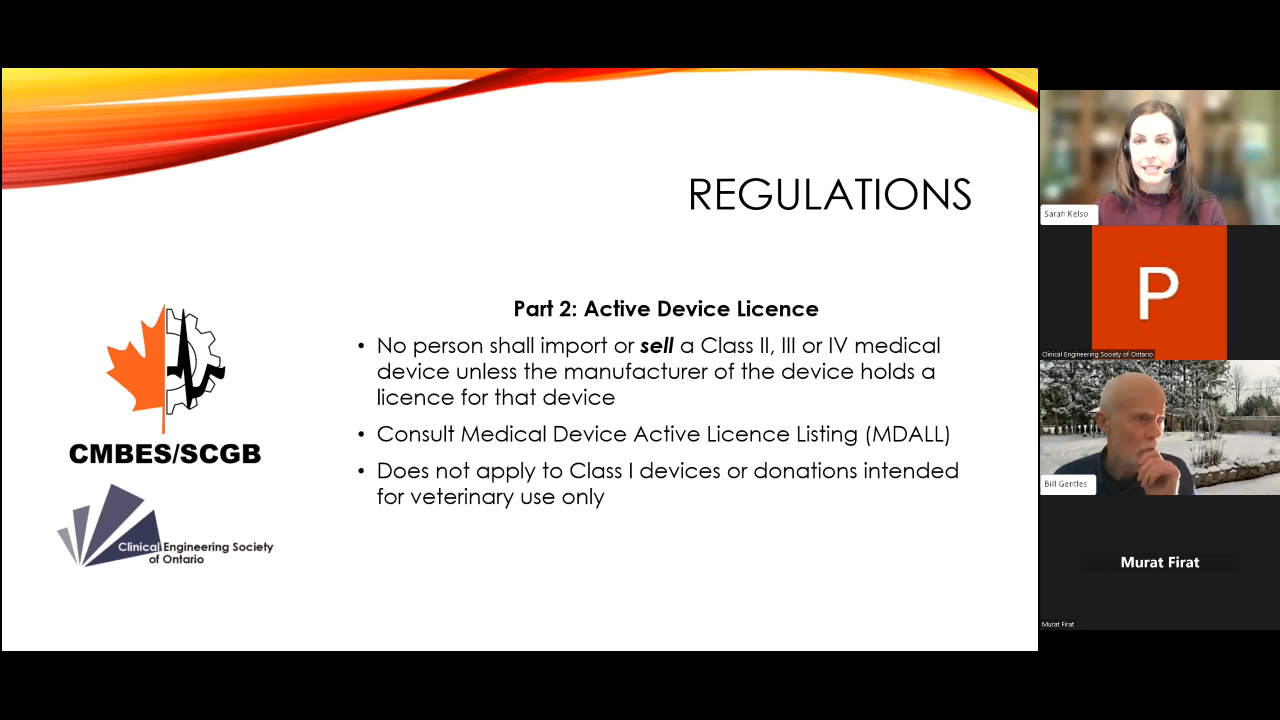 REGULATIONS
Part 2: Active Device Licence
• No person shall import or sell a Class II, III or IV medical
device unless the manufacturer of the device holds a
licence for that device
• Consult Medical Device Active Licence Listing (MDALL)
• Does not apply to Class I devices or donations intended
for veterinary use only
CMBES/SCGB
Clinical Engineering Society
of Ontario
Sarah Kelso
P
Clinical Engineering Society of Ontario
Bill Gentles
Murat Firat
Murat Firat